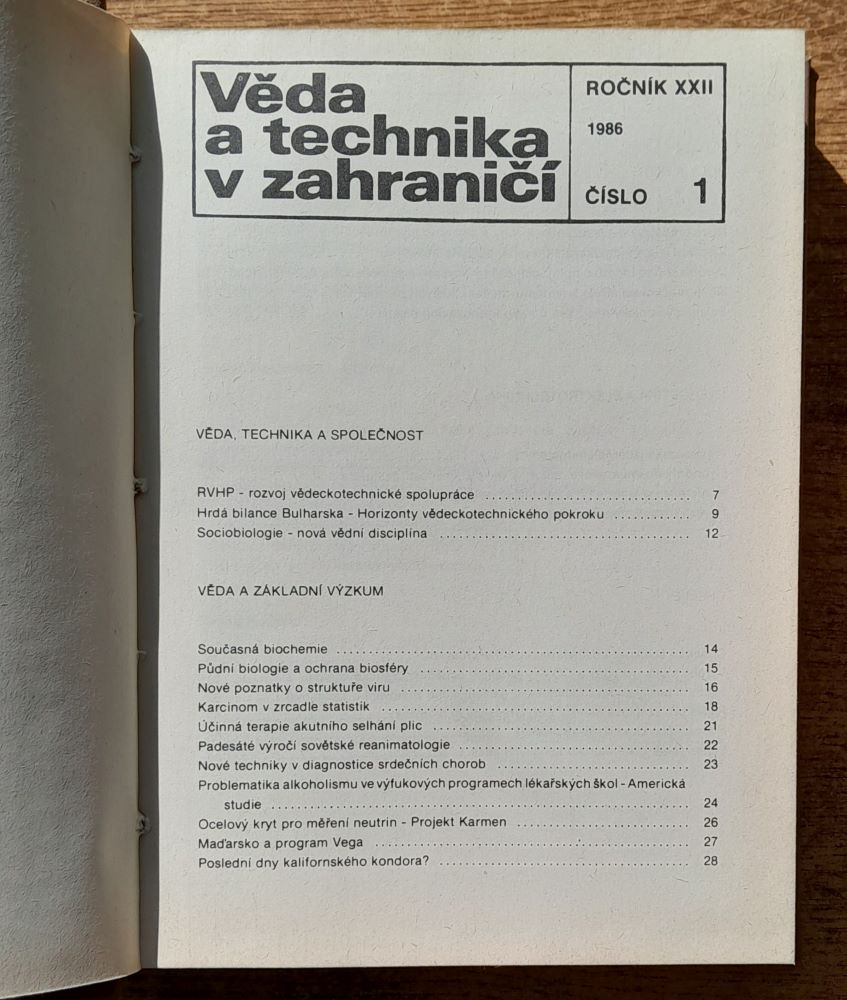 Věda
a technika
v zahraničí
ROČNÍK XXII
1986
ČÍSLO 1
VĚDA, TECHNIKA A SPOLEČNOST
RVHP - rozvoj vědeckotechnické spolupráce ............................... 7
Hrdá bilance Bulharska - Horizonty vědeckotechnického pokroku ............ 9
Sociobiologie - nová vědní disciplína ...................................... 12
VĚDA A ZÁKLADNÍ VÝZKUM
Současná biochemie ..................................................... 14
Půdní biologie a ochrana biosféry ......................................... 15
Nové poznatky o struktuře viru ............................................ 16
Karcinom v zrcadle statistik ............................................... 18
Účinná terapie akutního selhání plic ....................................... 21
Padesáté výročí sovětské reanimatologie ................................... 22
Nové techniky v diagnostice srdečních chorob ............................. 23
Problematika alkoholismu ve výfukových programech lékařských škol - Americká
studie ............................................................... 24
Ocelový kryt pro měření neutrin - Projekt Karmen .......................... 26
Maďarsko a program Vega ................................................ 27
Poslední dny kalifornského kondora? ...................................... 28